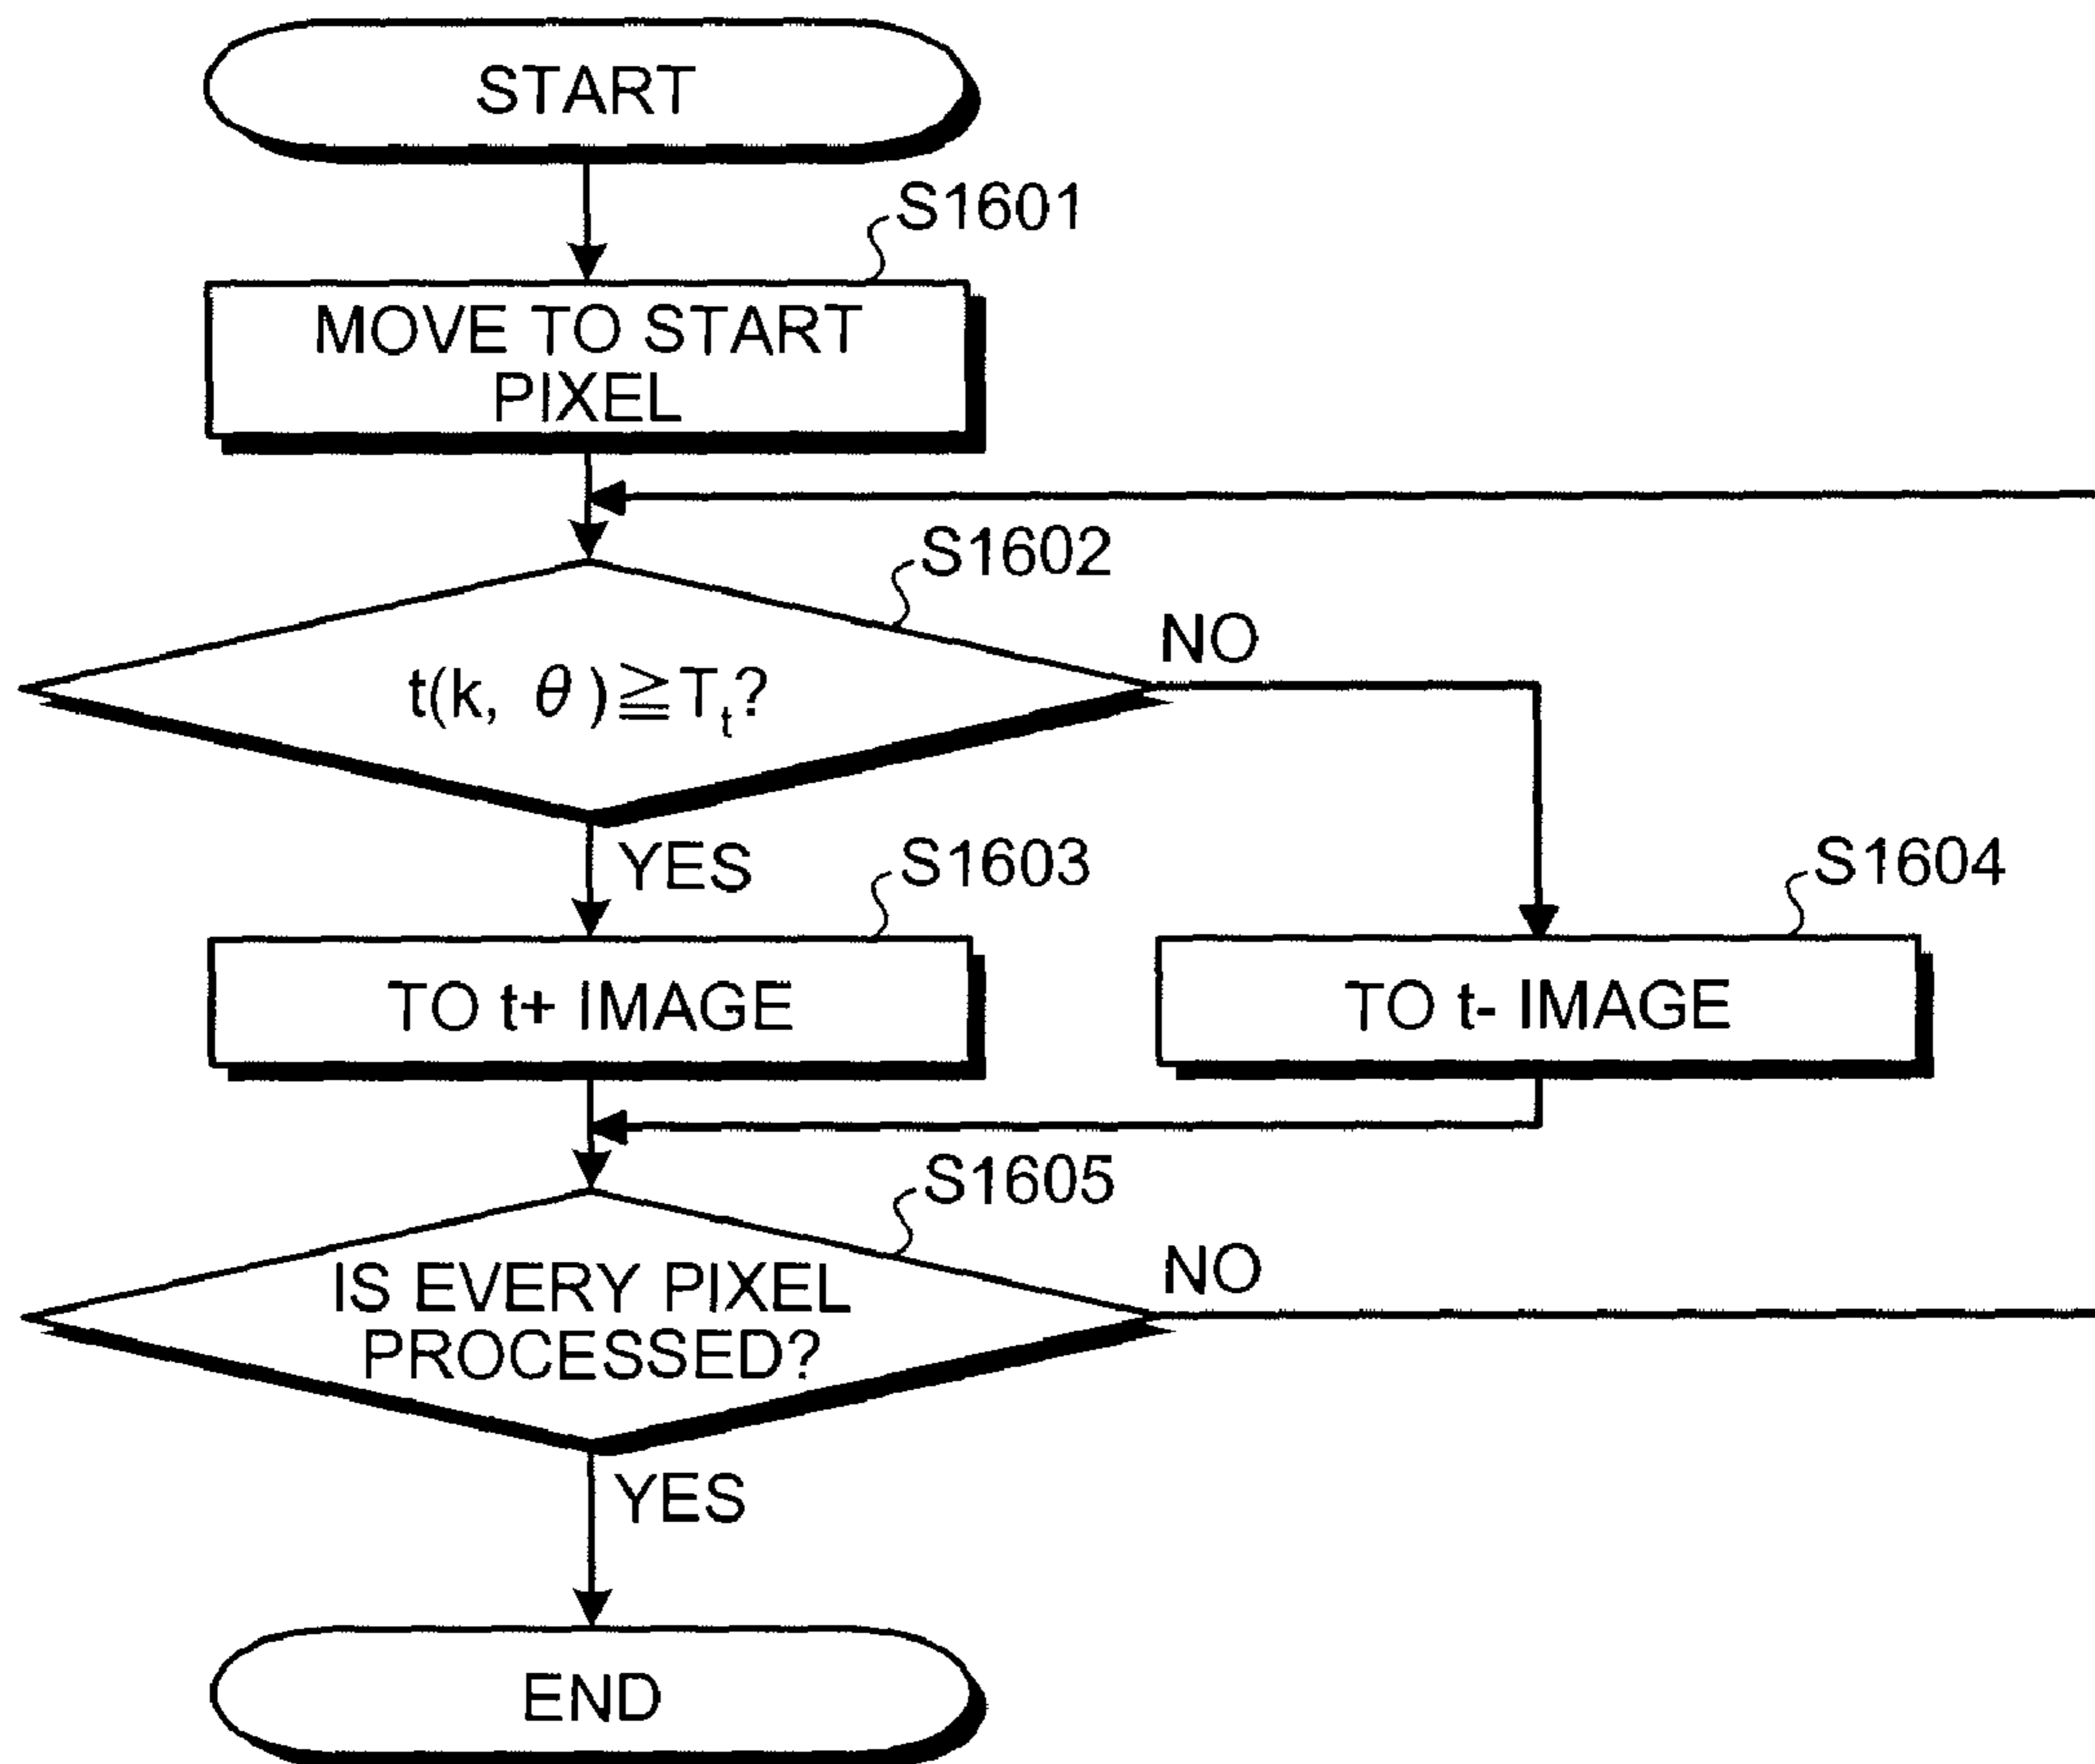 START
S1601
MOVE TO START
PIXEL
S1602
t(k, θ)≧Tt?
NO
YES
S1603
S1604
TO t+ IMAGE
TO t- IMAGE
S1605
IS EVERY PIXEL
PROCESSED?
NO
YES
END